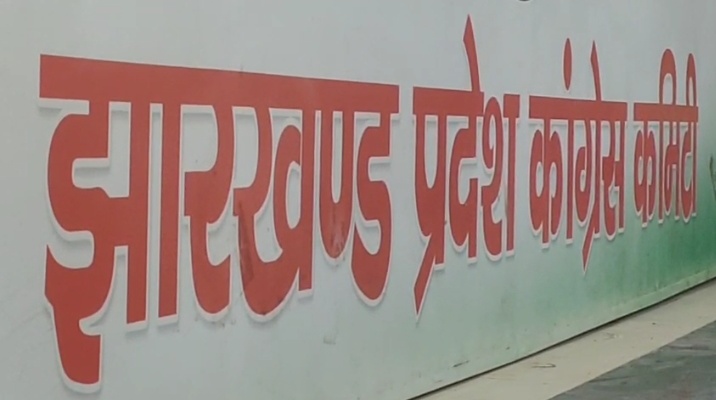 झारखण्ड प्रदेश कांग्रेस कमिटी